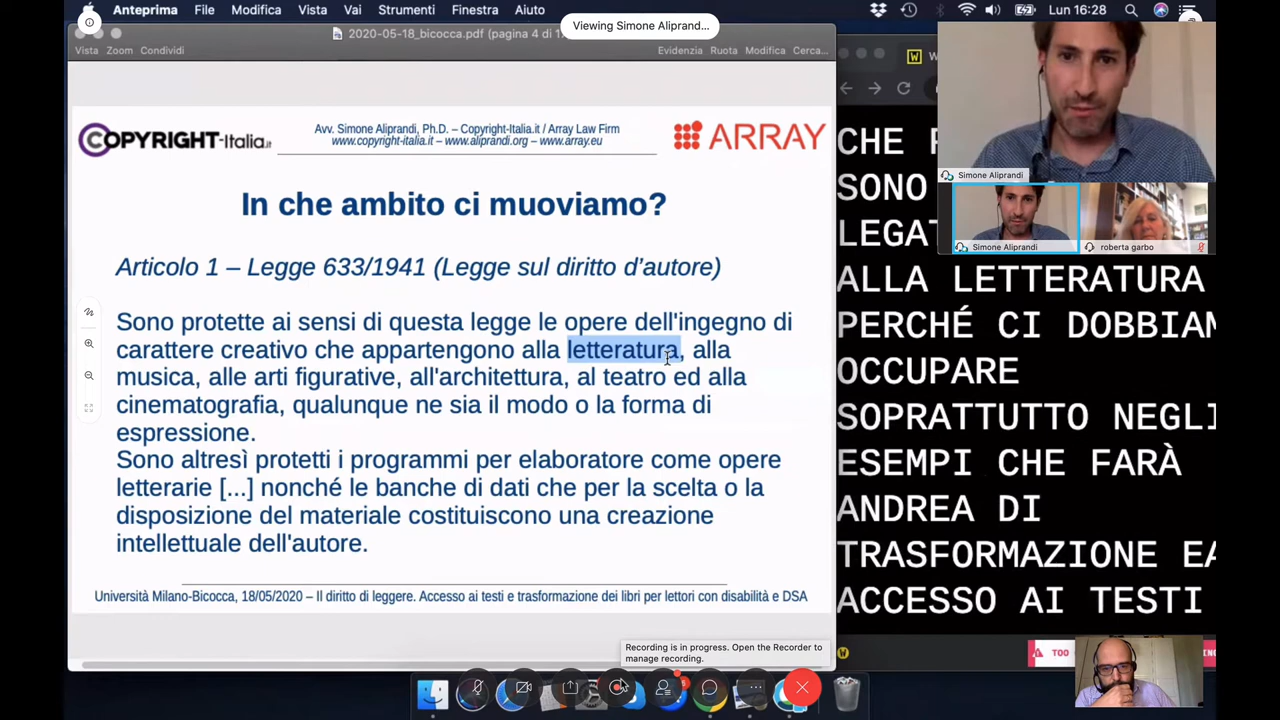 Anteprima File Modifica Vista Vai Strumenti Finestra Aiuto
Lun 16:28
Viewing Simone Aliprand...
2020-05-18_bicocca.pdf (pagina 4 di
Vista Zoom Condividi
Evidenzia Ruota Modifica Cerca...
COPYRIGHT-Italia.it
Avv. Simone Aliprandi, Ph.D. – Copyright-Italia.it / Array Law Firm
www.copyright-italia.it – www.aliprandi.org – www.array.eu
ARRAY
In che ambito ci muoviamo?
Articolo 1 – Legge 633/1941 (Legge sul diritto d'autore)
Sono protette ai sensi di questa legge le opere dell'ingegno di
carattere creativo che appartengono alla letteratura, alla
musica, alle arti figurative, all'architettura, al teatro ed alla
cinematografia, qualunque ne sia il modo o la forma di
espressione.
Sono altresì protetti i programmi per elaboratore come opere
letterarie [...] nonché le banche di dati che per la scelta o la
disposizione del materiale costituiscono una creazione
intellettuale dell'autore.
Università Milano-Bicocca, 18/05/2020 – Il diritto di leggere. Accesso ai testi e trasformazione dei libri per lettori con disabilità e DSA
Recording is in progress. Open the Recorder to
manage recording.
CHE
SONO
LEGAT
ALLA LETTERATURA
PERCHÉ CI DOBBIAM
OCCUPARE
SOPRATTUTTO NEGLI
ESEMPI CHE FARÀ
ANDREA DI
TRASFORMAZIONE EA
ACCESSO AI TESTI
Simone Aliprandi
Simone Aliprandi
roberta garbo
TOO